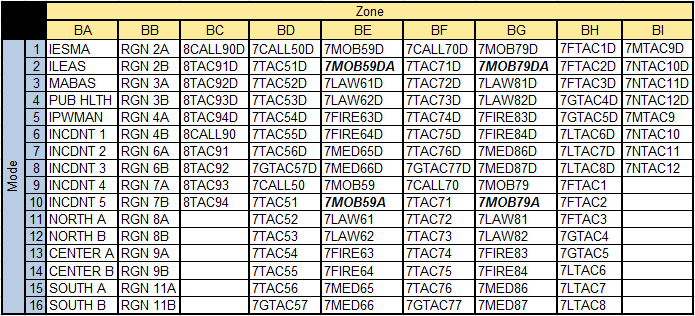 Zone
BA BB BC BD BE BF BG BH BI
Mode
1 IESMA RGN 2A 8CALL90D 7CALL50D 7MOB59D 7CALL70D 7MOB79D 7FTAC1D 7MTAC9D
2 ILEAS RGN 2B 8TAC91D 7TAC51D 7MOB59DA 7TAC71D 7MOB79DA 7FTAC2D 7NTAC10D
3 MABAS RGN 3A 8TAC92D 7TAC52D 7LAW61D 7TAC72D 7LAW81D 7FTAC3D 7NTAC11D
4 PUB HLTH RGN 3B 8TAC93D 7TAC53D 7LAW62D 7TAC73D 7LAW82D 7GTAC4D 7NTAC12D
5 IPWMAN RGN 4A 8TAC94D 7TAC54D 7FIRE63D 7TAC74D 7FIRE83D 7GTAC5D 7MTAC9
6 INCDNT 1 RGN 4B 8CALL90 7TAC55D 7FIRE64D 7TAC75D 7FIRE84D 7LTAC6D 7NTAC10
7 INCDNT 2 RGN 6A 8TAC91 7TAC56D 7MED65D 7TAC76D 7MED86D 7LTAC7D 7NTAC11
8 INCDNT 3 RGN 6B 8TAC92 7GTAC57D 7MED66D 7GTAC77D 7MED87D 7LTAC8D 7NTAC12
9 INCDNT 4 RGN 7A 8TAC93 7CALL50 7MOB59 7CALL70 7MOB79 7FTAC1
10 INCDNT 5 RGN 7B 8TAC94 7TAC51 7MOB59A 7TAC71 7MOB79A 7FTAC2
11 NORTH A RGN 8A 7TAC52 7LAW61 7TAC72 7LAW81 7FTAC3
12 NORTH B RGN 8B 7TAC53 7LAW62 7TAC73 7LAW82 7GTAC4
13 CENTER A RGN 9A 7TAC54 7FIRE63 7TAC74 7FIRE83 7GTAC5
14 CENTER B RGN 9B 7TAC55 7FIRE64 7TAC75 7FIRE84 7LTAC6
15 SOUTH A RGN 11A 7TAC56 7MED65 7TAC76 7MED86 7LTAC7
16 SOUTH B RGN 11B 7GTAC57 7MED66 7GTAC77 7MED87 7LTAC8